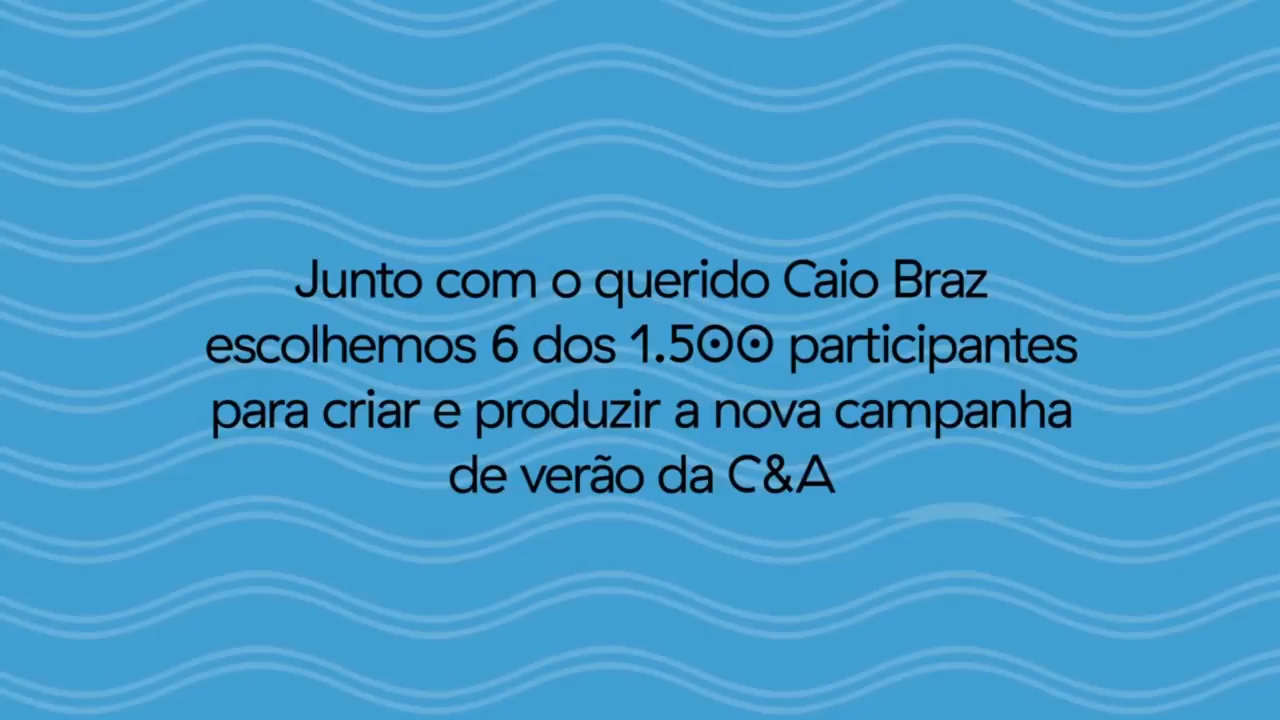 Junto com o querido Caio Braz
escolhemos 6 dos 1.500 participantes
para criar e produzir a nova campanha
de verão da C&A